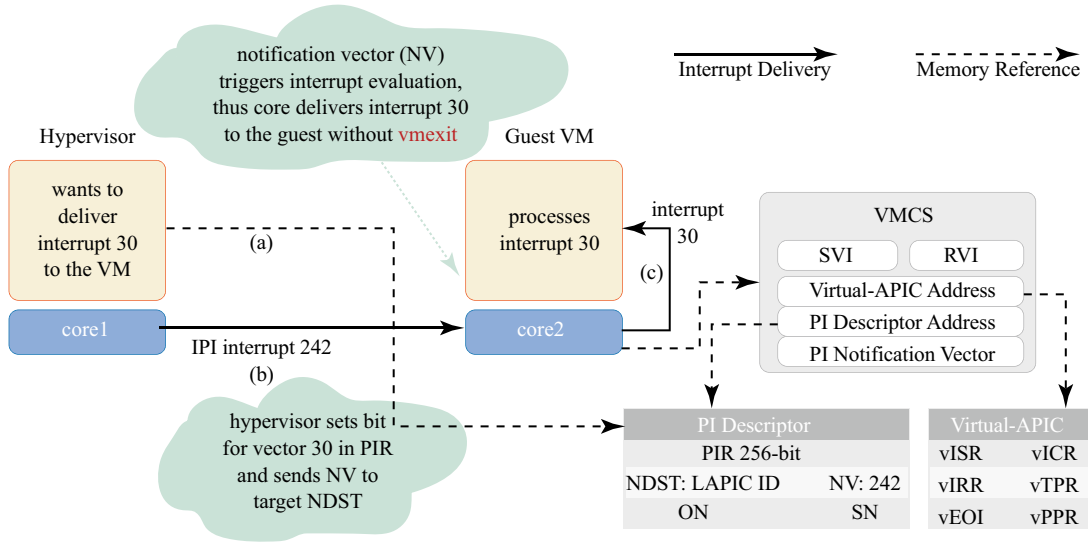 notification vector (NV)
triggers interrupt evaluation,
thus core delivers interrupt 30
to the guest without vmexit
Interrupt Delivery
Memory Reference
Hypervisor
Guest VM
wants to
deliver
interrupt 30
to the VM
(a)
processes
interrupt 30
interrupt
30
(c)
VMCS
SVI
RVI
Virtual-APIC Address
PI Descriptor Address
PI Notification Vector
core1
core2
IPI interrupt 242
(b)
hypervisor sets bit
for vector 30 in PIR
and sends NV to
target NDST
PI Descriptor
PIR 256-bit
NDST: LAPIC ID NV: 242
ON SN
Virtual-APIC
vISR vICR
vIRR vTPR
vEOI vPPR